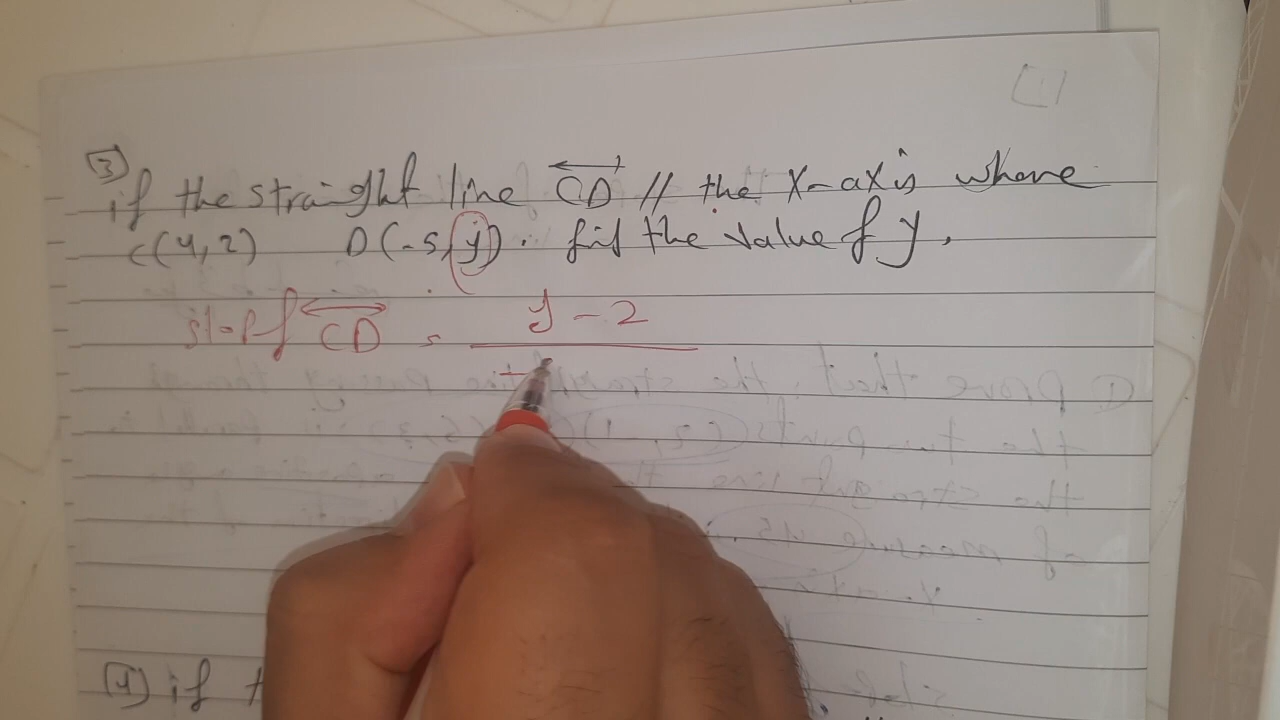 [1]
[3]
if the straight line CD // the X-axis where
C(4,2) D(-5,y). find the value of y.
slope of CD = y - 2
-
(4) if t